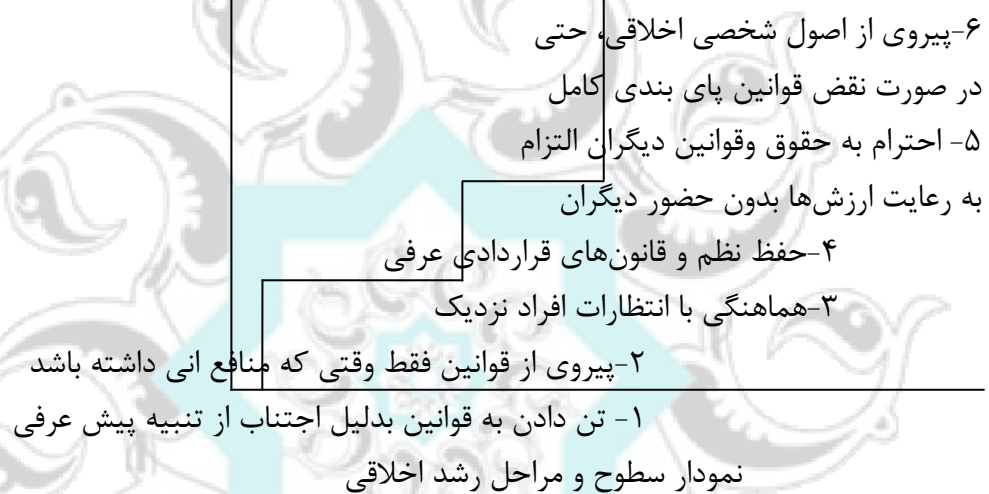 ۶-پیروی از اصول شخصی اخلاقی، حتی
در صورت نقض قوانین پای بندی کامل
۵- احترام به حقوق وقوانین دیگران التزام
به رعایت ارزش‌ها بدون حضور دیگران
۴-حفظ نظم و قانون‌های قراردادی عرفی
۳-هماهنگی با انتظارات افراد نزدیک
۲-پیروی از قوانین فقط وقتی که منافع انی داشته باشد
۱- تن دادن به قوانین بدلیل اجتناب از تنبیه پیش عرفی
نمودار سطوح و مراحل رشد اخلاقی